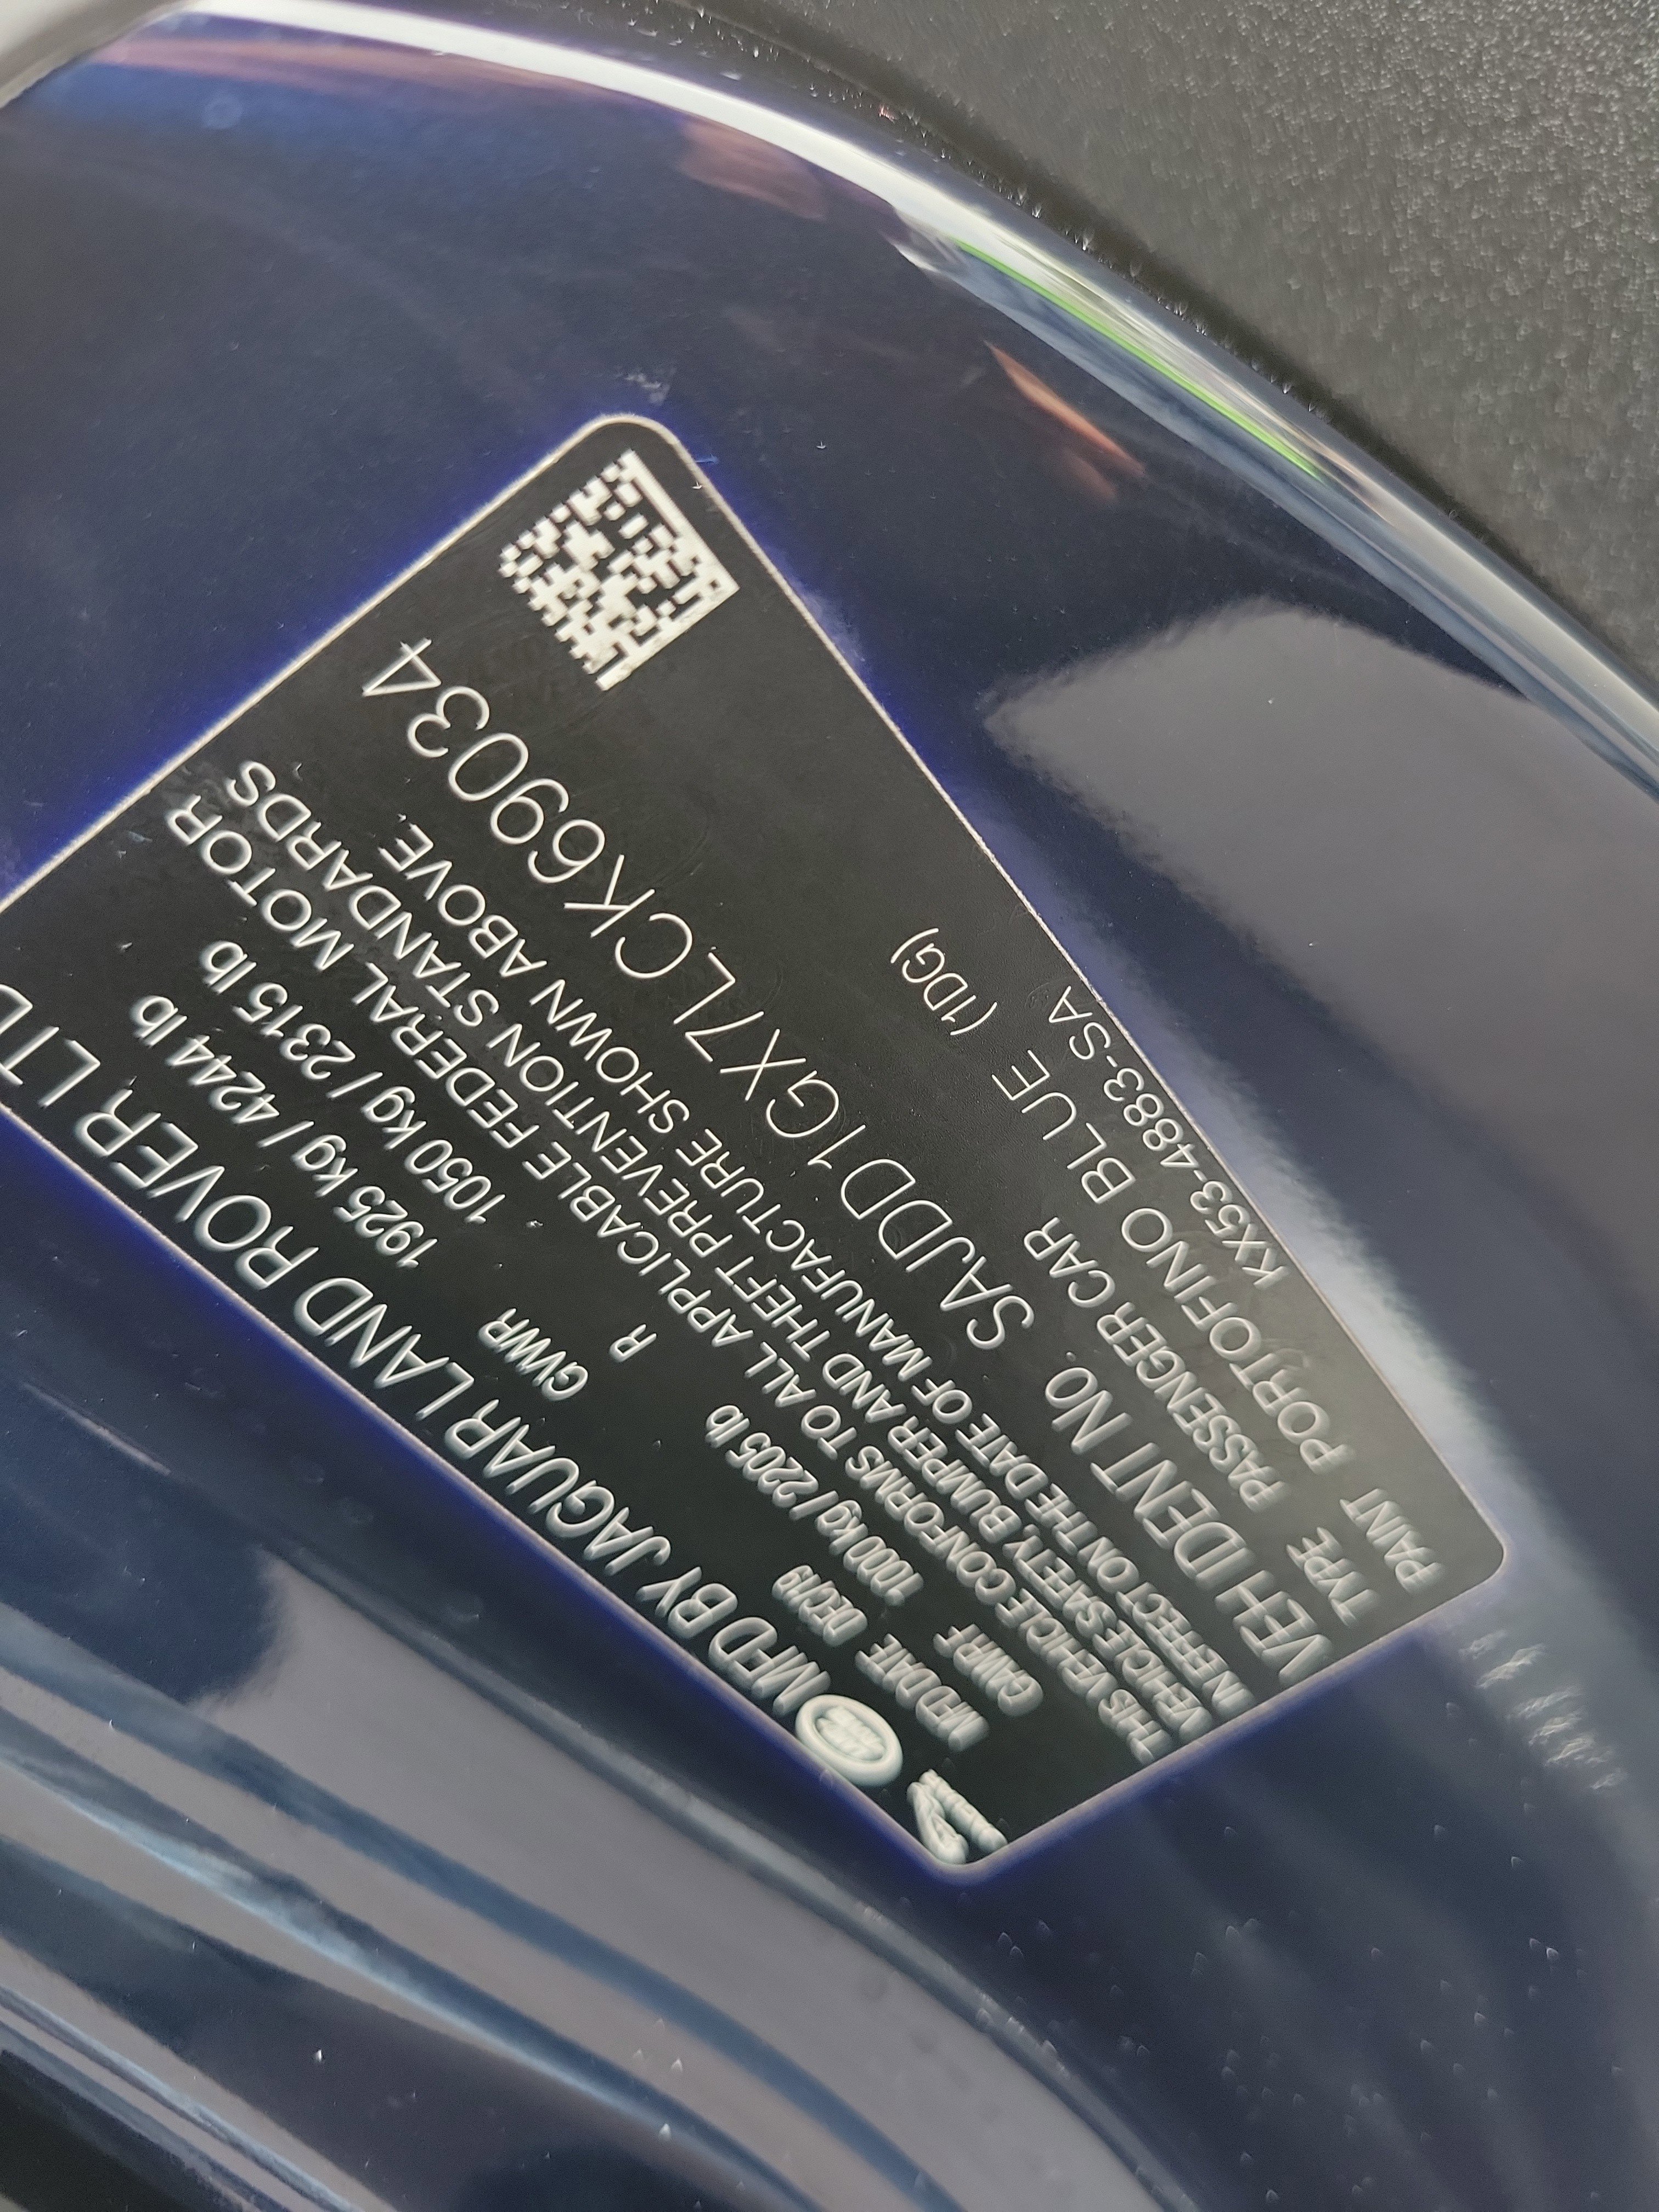 MFD BY JAGUAR LAND ROVER LTD
MFD DATE DEC/19 GVWR 1925 kg / 4244 lb
GAWR F 1000 kg / 2205 lb R 1050 kg / 2315 lb
THIS VEHICLE CONFORMS TO ALL APPLICABLE FEDERAL MOTOR
VEHICLE SAFETY, BUMPER AND THEFT PREVENTION STANDARDS
IN EFFECT ON THE DATE OF MANUFACTURE SHOWN ABOVE
VEH IDENT No. SAJDD1GX7LCK69034
TYPE PASSENGER CAR
PAINT PORTOFINO BLUE (1DG)
KX53-4883-SA